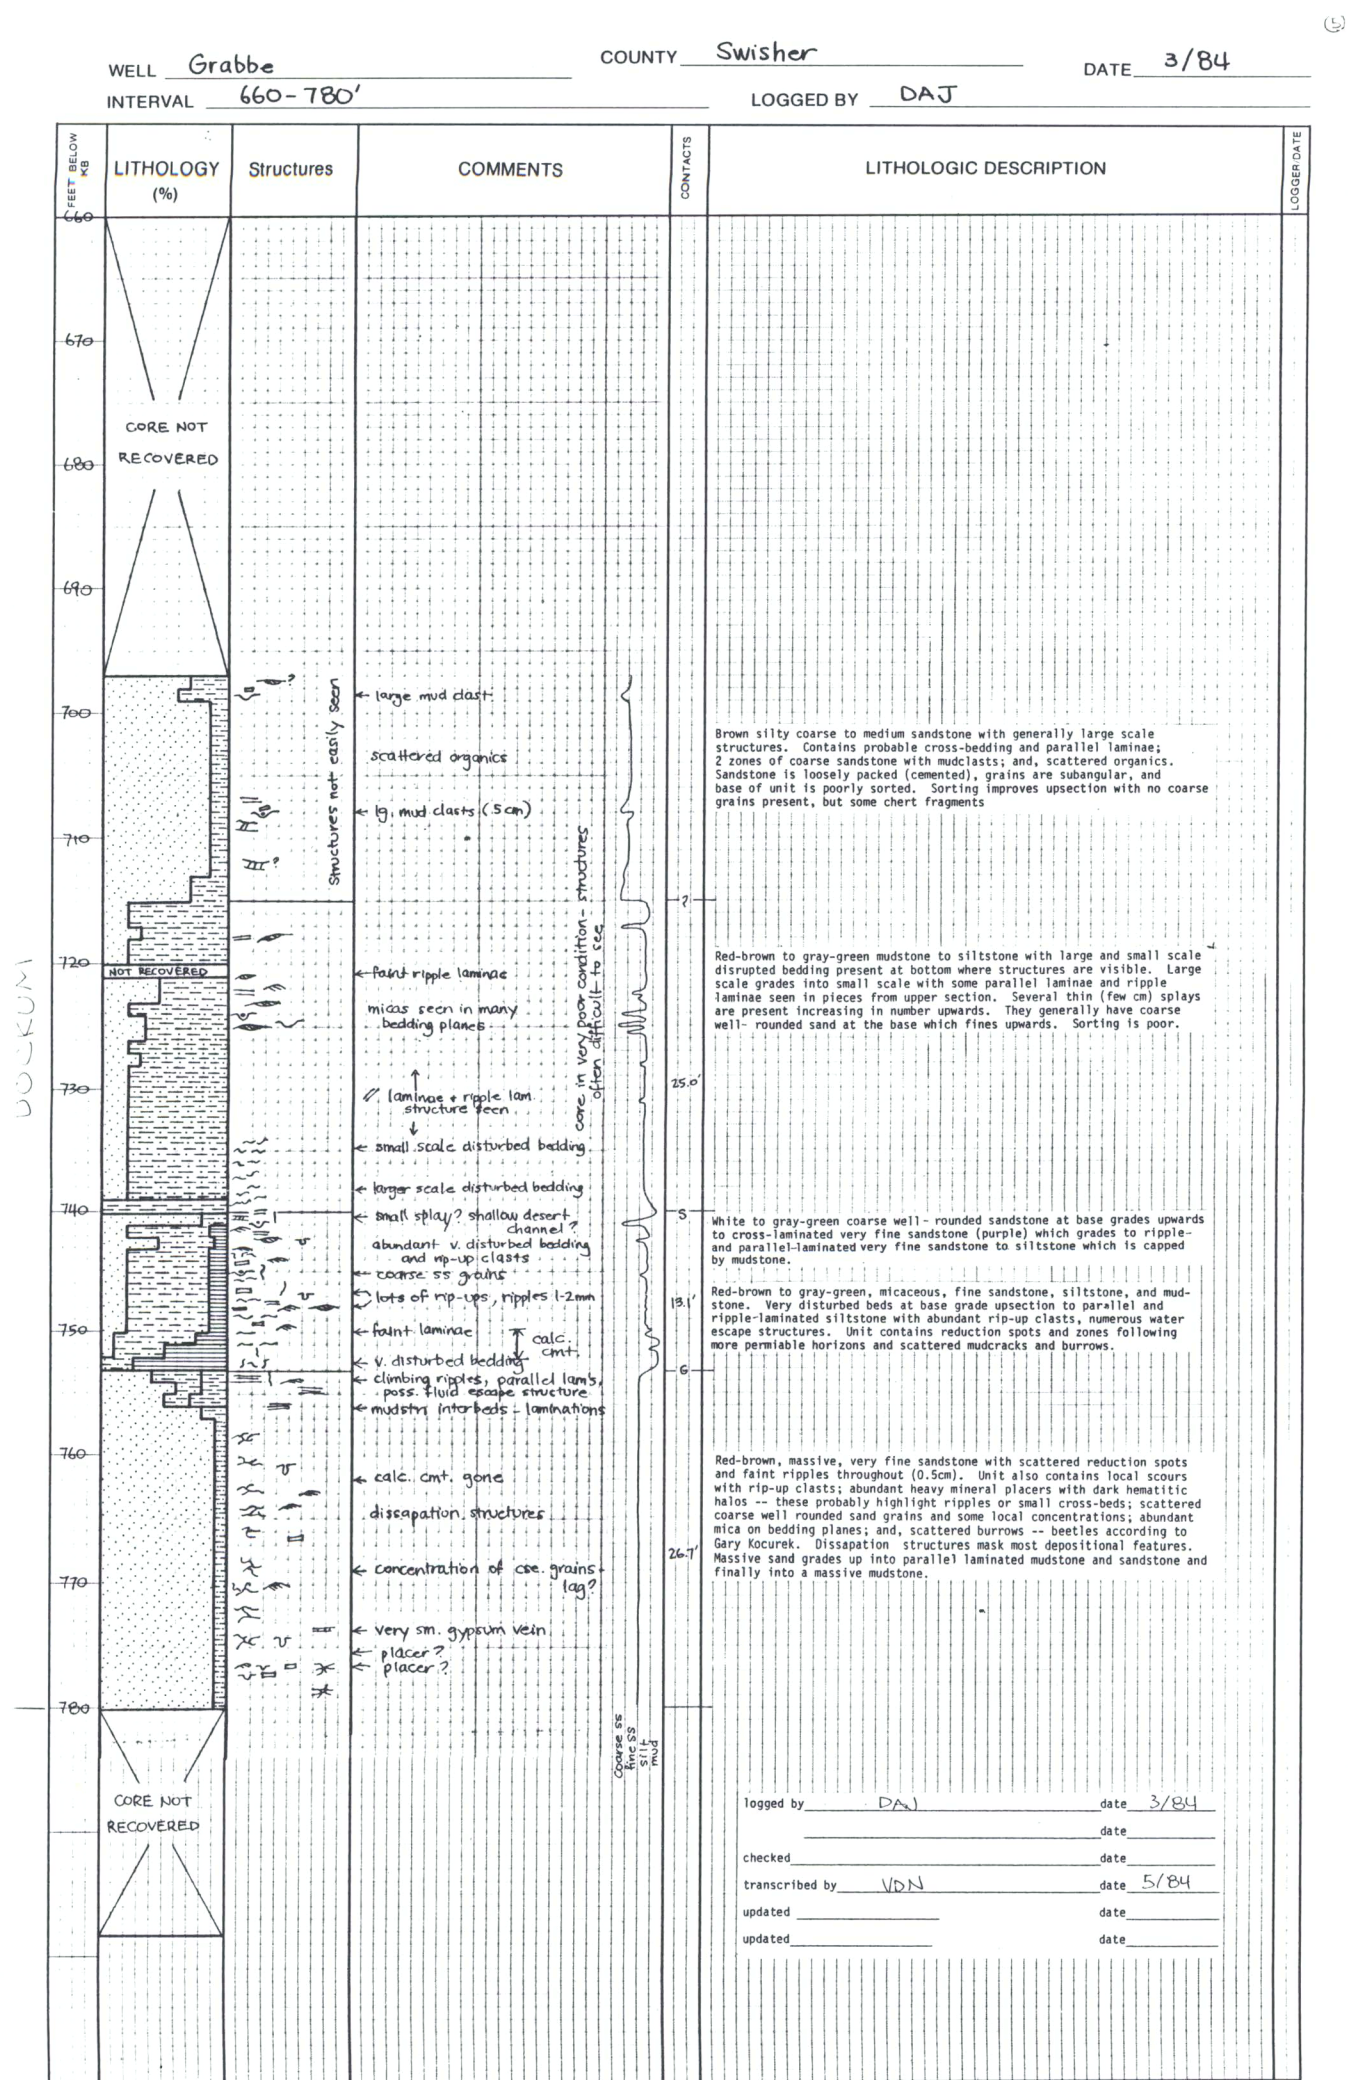 (5)
WELL Grabbe
COUNTY Swisher
DATE 3/84
INTERVAL 660-780'
LOGGED BY DAJ
FEET BELOW KB
LITHOLOGY (%)
Structures
COMMENTS
CONTACTS
LITHOLOGIC DESCRIPTION
LOGGER/DATE
660
670
CORE NOT
RECOVERED
680
690
700
710
720
730
740
750
760
770
780
DOCKUM
NOT RECOVERED
CORE NOT
RECOVERED
Structures not easily seen
← large mud clast
scattered organics
← lg. mud clasts (.5cm)
core in very poor condition - structures
often difficult to see
← faint ripple laminae
micas seen in many
bedding planes
// laminae + ripple lam.
structure seen
← small scale disturbed bedding
← larger scale disturbed bedding
← small splay? shallow desert
channel?
abundant v. disturbed bedding
and rip-up clasts
← coarse ss grains
lots of rip-ups, ripples 1-2mm
← faint laminae
calc.
cmt.
← v. disturbed bedding
← climbing ripples, parallel lam's,
poss. fluid escape structure
← mudstn interbeds - laminations
← calc. cmt. gone
dissapation structures
← concentration of cse. grains
lag?
← very sm. gypsum vein
← placer?
← placer?
coarse ss
fine ss
silt
mud
?
25.0'
S
13.1'
G
26.7'
Brown silty coarse to medium sandstone with generally large scale
structures. Contains probable cross-bedding and parallel laminae;
2 zones of coarse sandstone with mudclasts; and, scattered organics.
Sandstone is loosely packed (cemented), grains are subangular, and
base of unit is poorly sorted. Sorting improves upsection with no coarse
grains present, but some chert fragments
Red-brown to gray-green mudstone to siltstone with large and small scale
disrupted bedding present at bottom where structures are visible. Large
scale grades into small scale with some parallel laminae and ripple
laminae seen in pieces from upper section. Several thin (few cm) splays
are present increasing in number upwards. They generally have coarse
well- rounded sand at the base which fines upwards. Sorting is poor.
White to gray-green coarse well- rounded sandstone at base grades upwards
to cross-laminated very fine sandstone (purple) which grades to ripple-
and parallel-laminated very fine sandstone to siltstone which is capped
by mudstone.
Red-brown to gray-green, micaceous, fine sandstone, siltstone, and mud-
stone. Very disturbed beds at base grade upsection to parallel and
ripple-laminated siltstone with abundant rip-up clasts, numerous water
escape structures. Unit contains reduction spots and zones following
more permiable horizons and scattered mudcracks and burrows.
Red-brown, massive, very fine sandstone with scattered reduction spots
and faint ripples throughout (0.5cm). Unit also contains local scours
with rip-up clasts; abundant heavy mineral placers with dark hematitic
halos -- these probably highlight ripples or small cross-beds; scattered
coarse well rounded sand grains and some local concentrations; abundant
mica on bedding planes; and, scattered burrows -- beetles according to
Gary Kocurek. Dissapation structures mask most depositional features.
Massive sand grades up into parallel laminated mudstone and sandstone and
finally into a massive mudstone.
logged by DAJ date 3/84
date
checked date
transcribed by VDN date 5/84
updated date
updated date